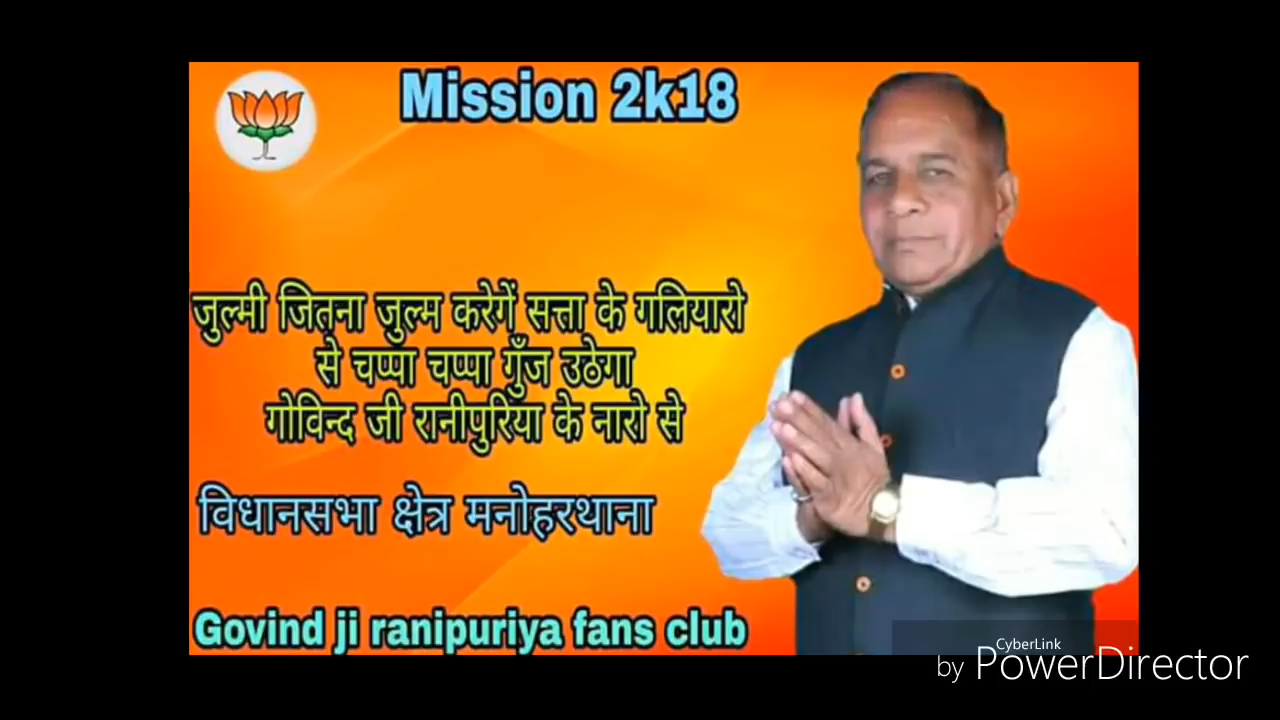 Mission 2k18
जुल्मी जितना जुल्म करेगें सत्ता के गलियारो
से चप्पा चप्पा गुँज उठेगा
गोविन्द जी रानीपुरिया के नारो से
विधानसभा क्षेत्र मनोहरथाना
Govind ji ranipuriya fans club
CyberLink
by PowerDirector